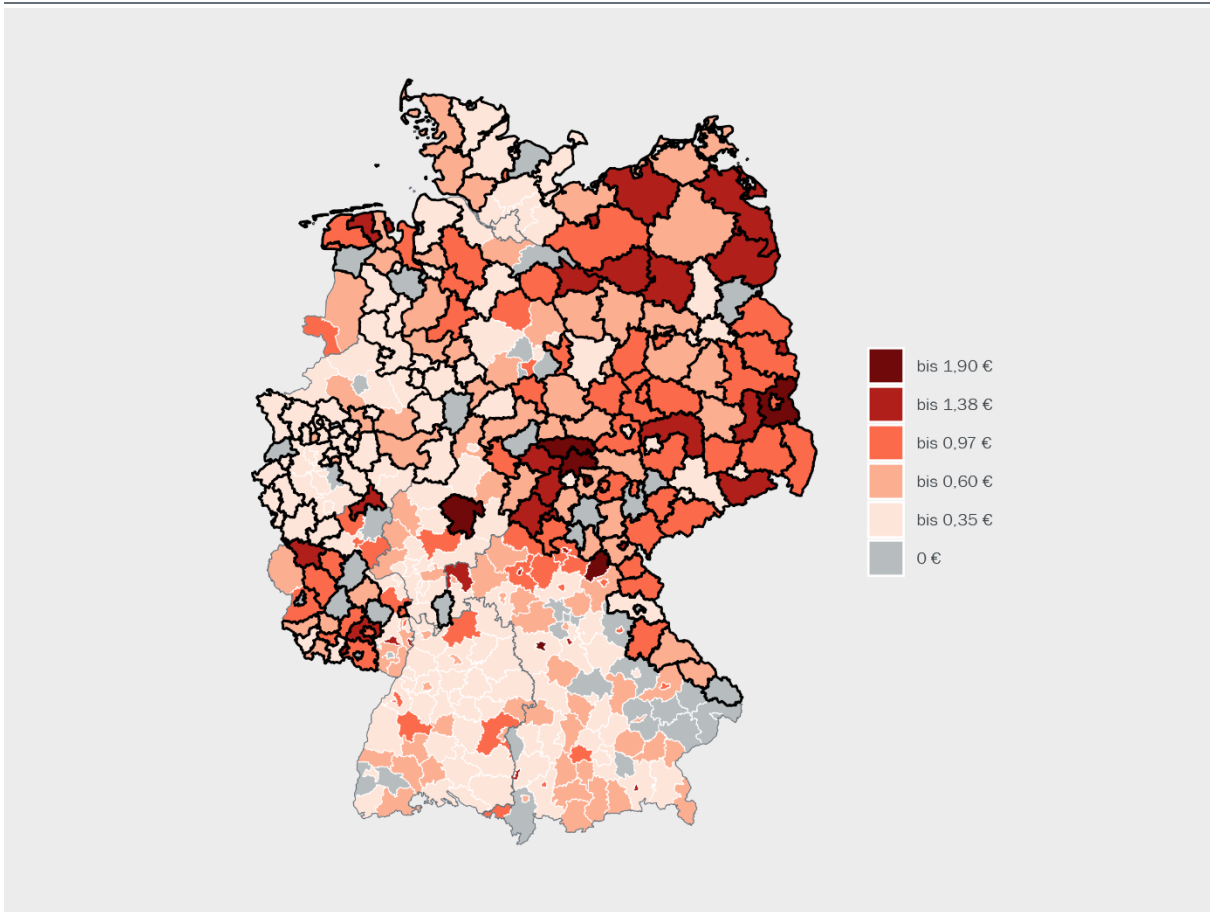 bis 1,90 €
bis 1,38 €
bis 0,97 €
bis 0,60 €
bis 0,35 €
0 €